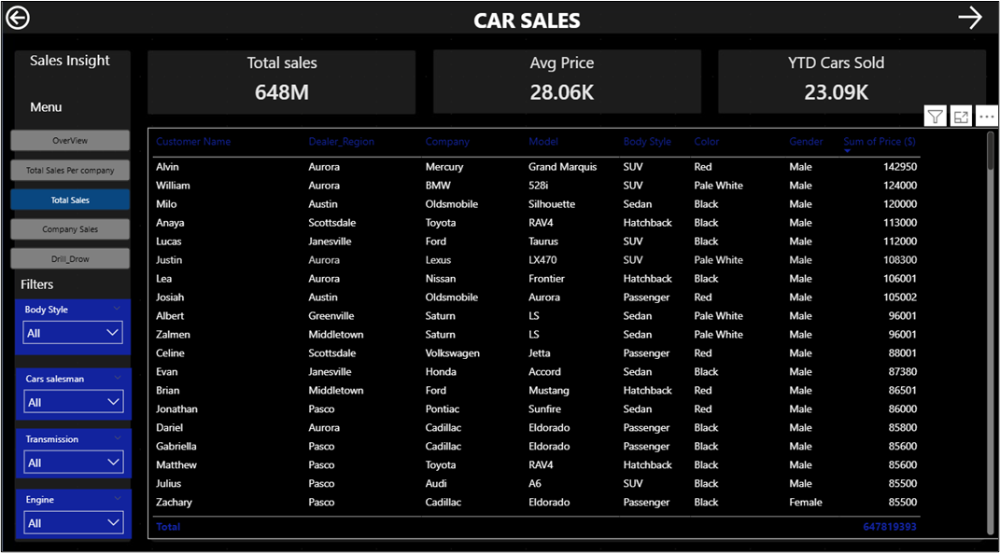 CAR SALES
Sales Insight
Menu
OverView
Total Sales Per company
Total Sales
Company Sales
Drill_Drow
Filters
Body Style
All
Cars salesman
All
Transmission
All
Engine
All
Total sales
648M
Avg Price
28.06K
YTD Cars Sold
23.09K
Customer Name Dealer_Region Company Model Body Style Color Gender Sum of Price ($)
Alvin Aurora Mercury Grand Marquis SUV Red Male 142950
William Aurora BMW 528i SUV Pale White Male 124000
Milo Austin Oldsmobile Silhouette Sedan Black Male 120000
Anaya Scottsdale Toyota RAV4 Hatchback Black Male 113000
Lucas Janesville Ford Taurus SUV Black Male 112000
Justin Aurora Lexus LX470 SUV Pale White Male 108300
Lea Aurora Nissan Frontier Hatchback Black Male 106001
Josiah Austin Oldsmobile Aurora Passenger Red Male 105002
Albert Greenville Saturn LS Sedan Pale White Male 96001
Zalmen Middletown Saturn LS Sedan Pale White Male 96001
Celine Scottsdale Volkswagen Jetta Passenger Red Male 88001
Evan Janesville Honda Accord Sedan Black Male 87380
Brian Middletown Ford Mustang Hatchback Red Male 86501
Jonathan Pasco Pontiac Sunfire Sedan Red Male 86000
Dariel Aurora Cadillac Eldorado Passenger Black Male 85800
Gabriella Pasco Cadillac Eldorado Passenger Black Male 85600
Matthew Pasco Toyota RAV4 Hatchback Black Male 85600
Julius Pasco Audi A6 SUV Black Male 85500
Zachary Pasco Cadillac Eldorado Passenger Black Female 85500
Total 647819393